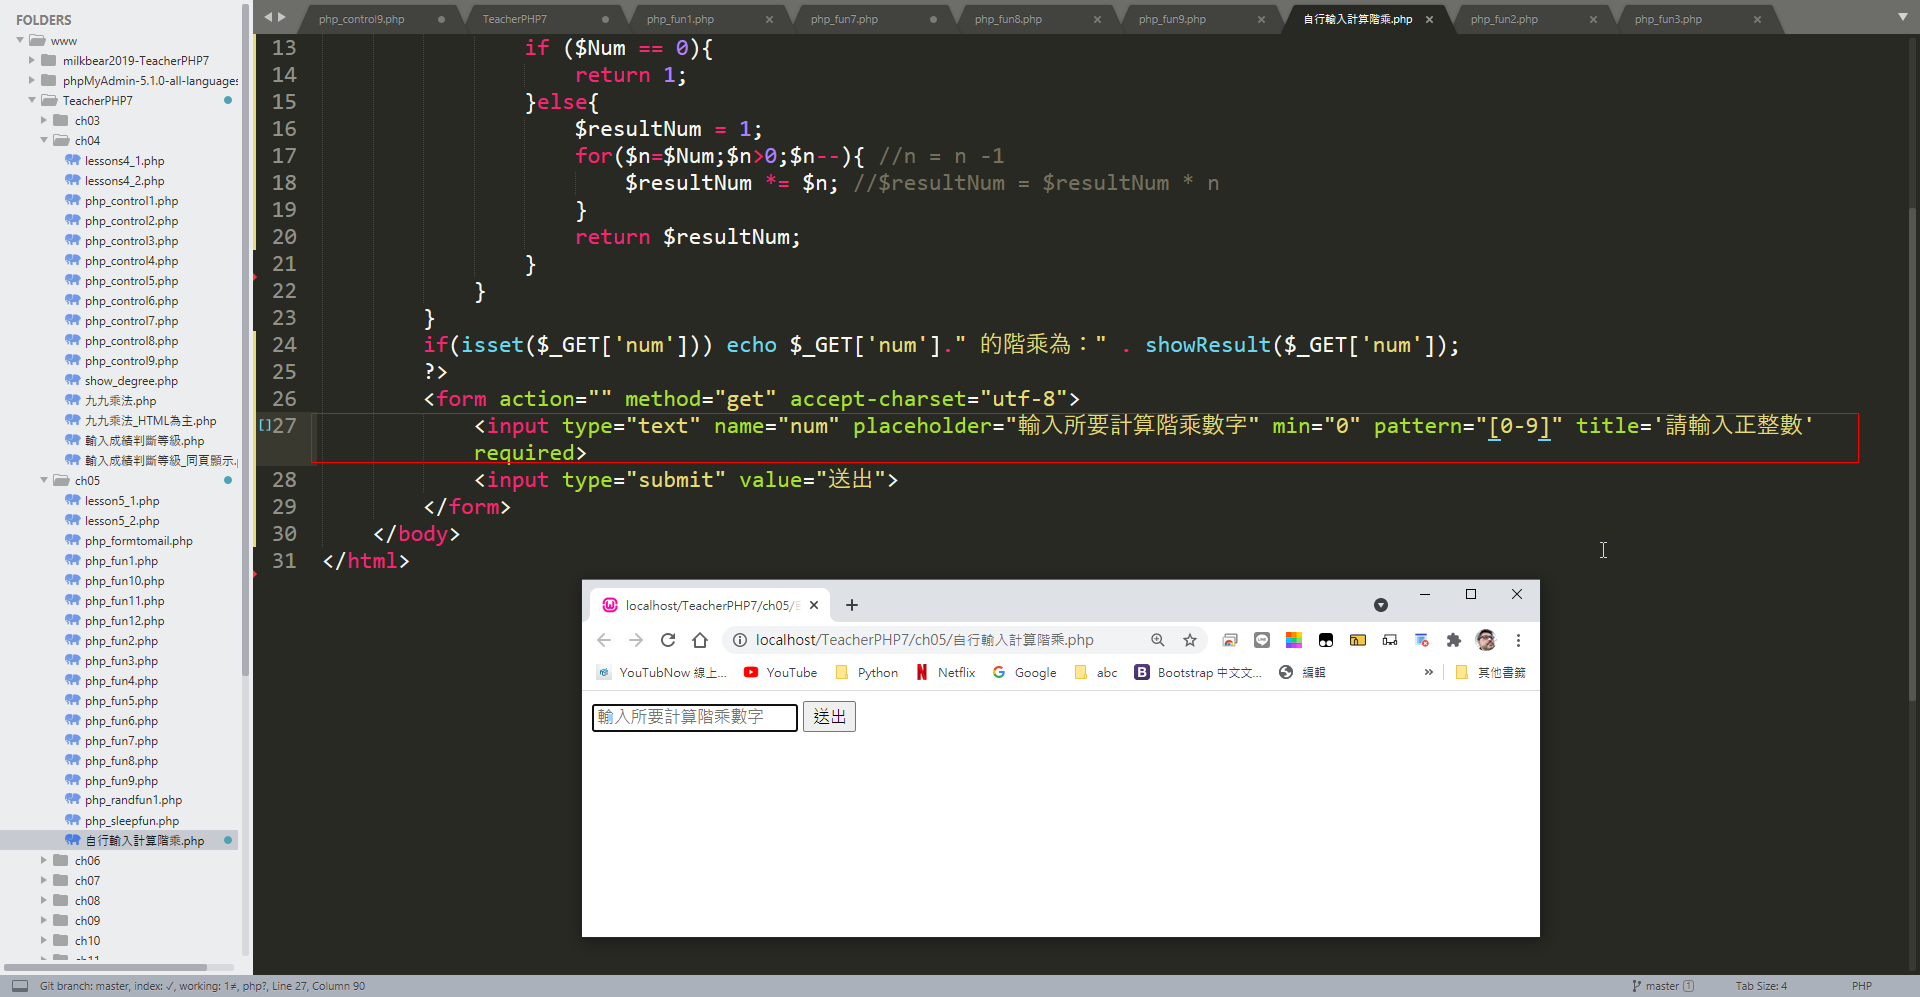 FOLDERS
www
milkbear2019-TeacherPHP7
phpMyAdmin-5.1.0-all-languages
TeacherPHP7
ch03
ch04
lessons4_1.php
lessons4_2.php
php_control1.php
php_control2.php
php_control3.php
php_control4.php
php_control5.php
php_control6.php
php_control7.php
php_control8.php
php_control9.php
show_degree.php
九九乘法.php
九九乘法_HTML為主.php
輸入成績判斷等級.php
輸入成績判斷等級_同頁顯示.
ch05
lesson5_1.php
lesson5_2.php
php_formtomail.php
php_fun1.php
php_fun10.php
php_fun11.php
php_fun12.php
php_fun2.php
php_fun3.php
php_fun4.php
php_fun5.php
php_fun6.php
php_fun7.php
php_fun8.php
php_fun9.php
php_randfun1.php
php_sleepfun.php
自行輸入計算階乘.php
ch06
ch07
ch08
ch09
ch10
ch11
php_control9.php TeacherPHP7 php_fun1.php php_fun7.php php_fun8.php php_fun9.php 自行輸入計算階乘.php php_fun2.php php_fun3.php
13 if ($Num == 0){
14 return 1;
15 }else{
16 $resultNum = 1;
17 for($n=$Num;$n>0;$n--){ //n = n -1
18 $resultNum *= $n; //$resultNum = $resultNum * n
19 }
20 return $resultNum;
21 }
22 }
23 }
24 if(isset($_GET['num'])) echo $_GET['num']." 的階乘為：" . showResult($_GET['num']);
25 ?>
26 <form action="" method="get" accept-charset="utf-8">
27 <input type="text" name="num" placeholder="輸入所要計算階乘數字" min="0" pattern="[0-9]" title='請輸入正整數'
required>
28 <input type="submit" value="送出">
29 </form>
30 </body>
31 </html>
localhost/TeacherPHP7/ch05/
localhost/TeacherPHP7/ch05/自行輸入計算階乘.php
YouTubNow 線上... YouTube Python Netflix Google abc Bootstrap 中文文... 編輯 » 其他書籤
輸入所要計算階乘數字 送出
Git branch: master, index: ✓, working: 1≠, php?, Line 27, Column 90 master 1 Tab Size: 4 PHP